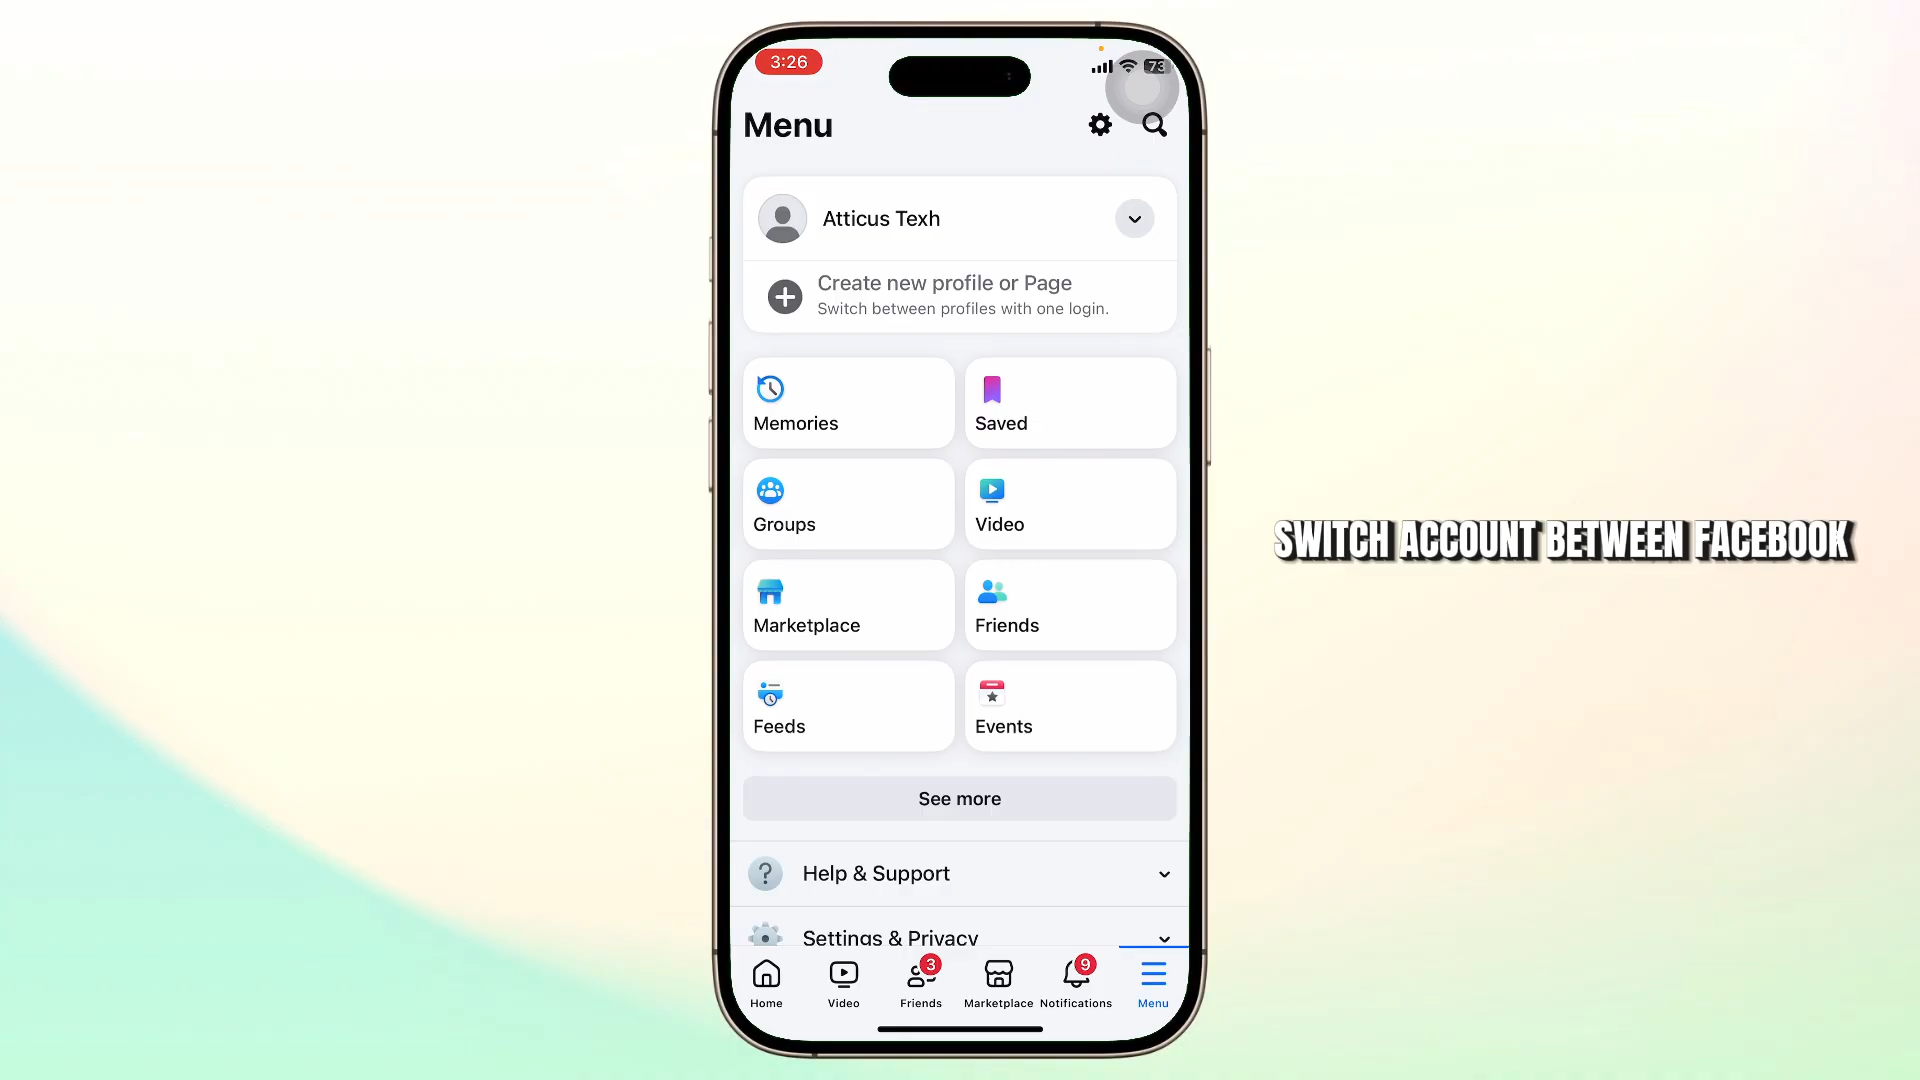 3:26
73
Menu
Atticus Texh
Create new profile or Page
Switch between profiles with one login.
Memories
Saved
Groups
Video
Marketplace
Friends
Feeds
Events
See more
Help & Support
Settings & Privacy
3
9
Home
Video
Friends
Marketplace
Notifications
Menu
SWITCH ACCOUNT BETWEEN FACEBOOK